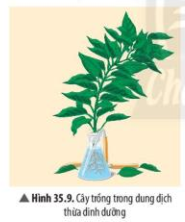 ▲ Hình 35.9. Cây trồng trong dung dịch
thừa dinh dưỡng